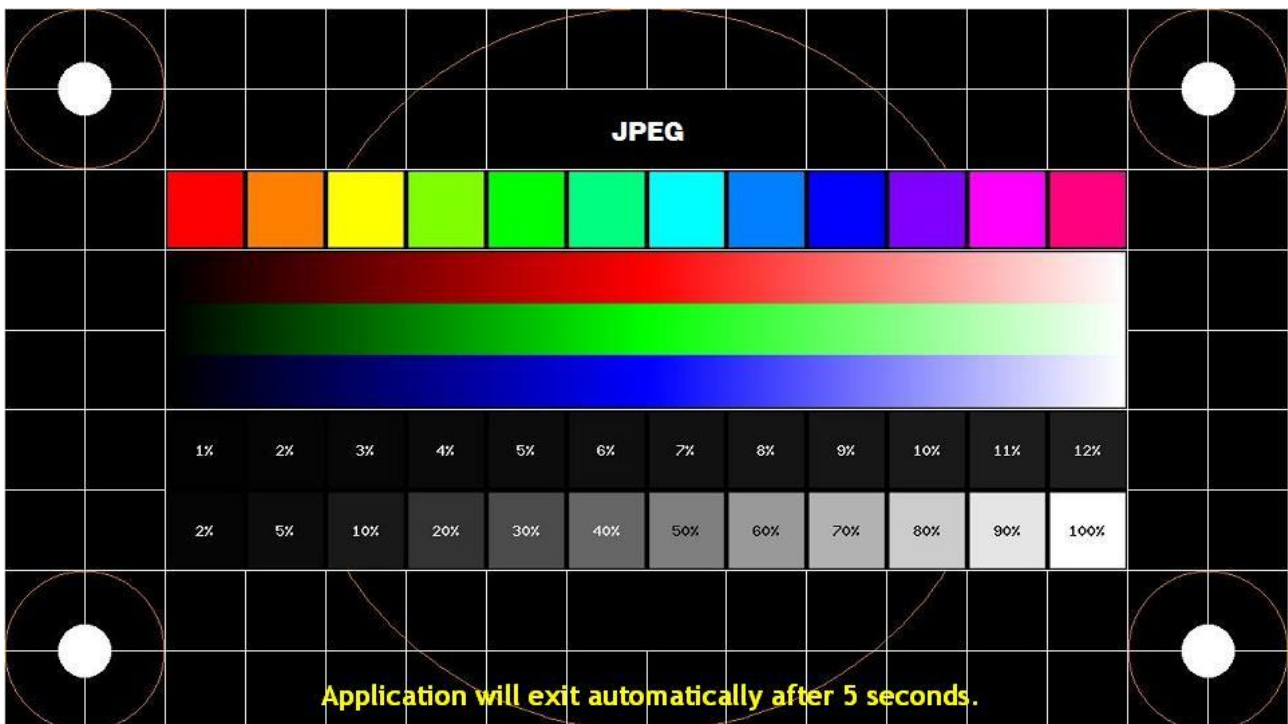 JPEG
1% 2% 3% 4% 5% 6% 7% 8% 9% 10% 11% 12%
2% 5% 10% 20% 30% 40% 50% 60% 70% 80% 90% 100%
Application will exit automatically after 5 seconds.